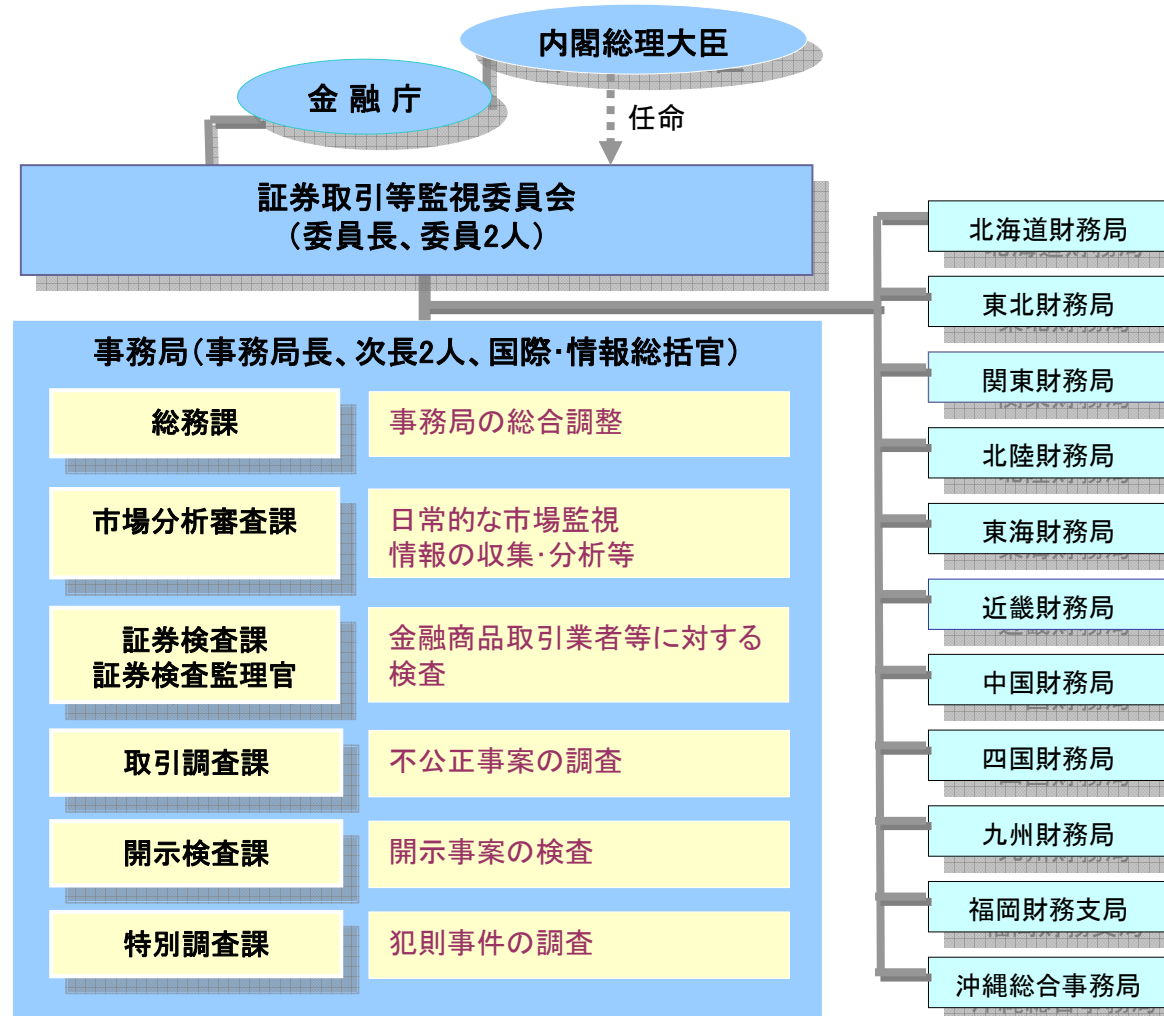 内閣総理大臣
金融庁
任命
証券取引等監視委員会
(委員長、委員2人)
事務局(事務局長、次長2人、国際・情報総括官)
総務課
事務局の総合調整
市場分析審査課
日常的な市場監視
情報の収集・分析等
証券検査課
証券検査監理官
金融商品取引業者等に対する
検査
取引調査課
不公正事案の調査
開示検査課
開示事案の検査
特別調査課
犯則事件の調査
北海道財務局
東北財務局
関東財務局
北陸財務局
東海財務局
近畿財務局
中国財務局
四国財務局
九州財務局
福岡財務支局
沖縄総合事務局